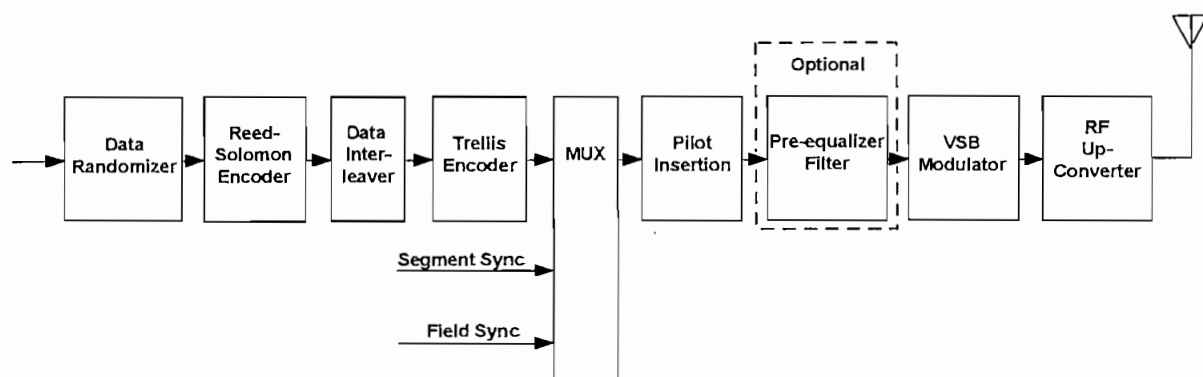 Optional
Data
Randomizer
Reed-
Solomon
Encoder
Data
Inter-
leaver
Trellis
Encoder
MUX
Pilot
Insertion
Pre-equalizer
Filter
VSB
Modulator
RF
Up-
Converter
Segment Sync
Field Sync